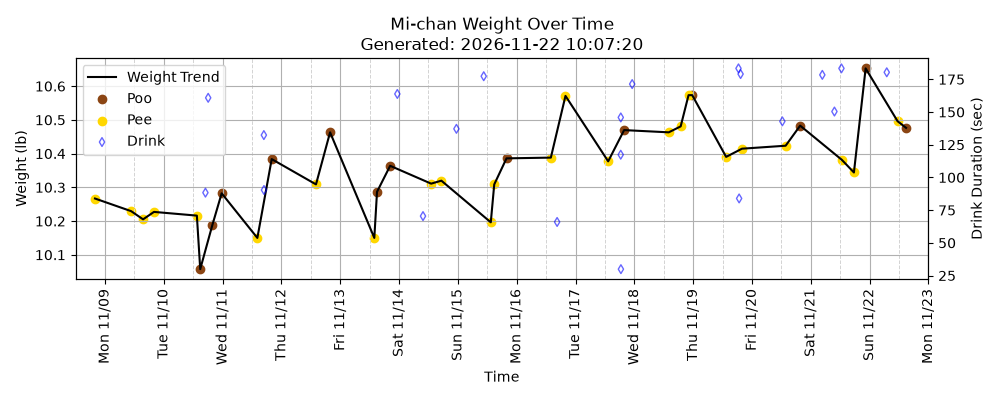 Mi-chan Weight Over Time
Generated: 2026-11-22 10:07:20
Weight Trend
Poo
Pee
Drink
Weight (lb)
10.6
10.5
10.4
10.3
10.2
10.1
175
150
125
100
75
50
25
Drink Duration (sec)
Mon 11/09
Tue 11/10
Wed 11/11
Thu 11/12
Fri 11/13
Sat 11/14
Sun 11/15
Mon 11/16
Tue 11/17
Wed 11/18
Thu 11/19
Fri 11/20
Sat 11/21
Sun 11/22
Mon 11/23
Time